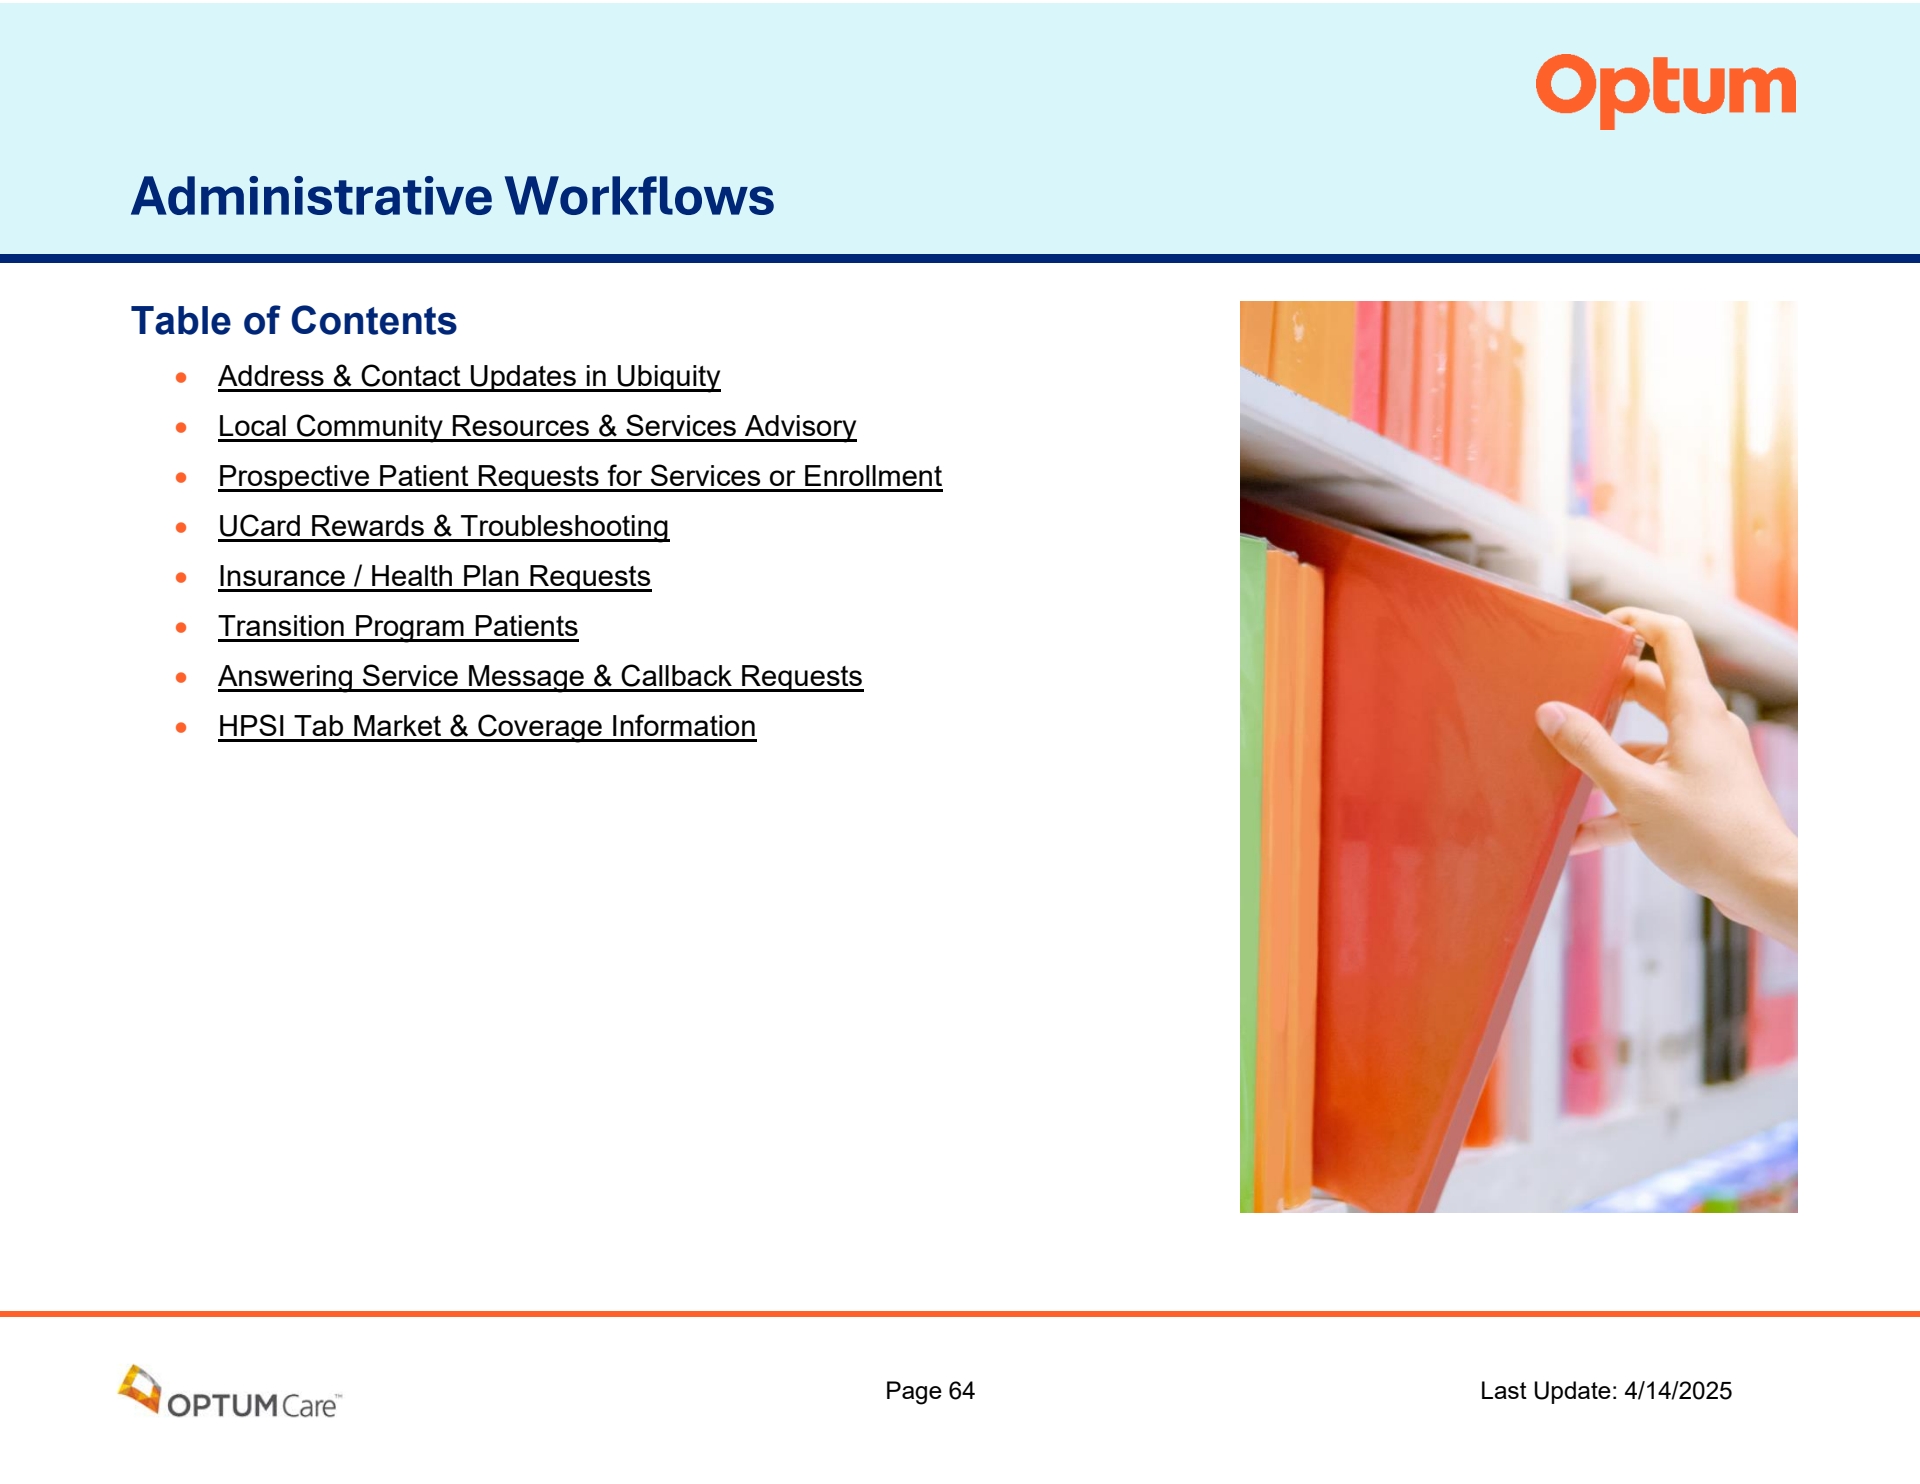 Optum
Administrative Workflows
Table of Contents
Address & Contact Updates in Ubiquity
Local Community Resources & Services Advisory
Prospective Patient Requests for Services or Enrollment
UCard Rewards & Troubleshooting
Insurance / Health Plan Requests
Transition Program Patients
Answering Service Message & Callback Requests
HPSI Tab Market & Coverage Information
OPTUMCare™
Page 64
Last Update: 4/14/2025